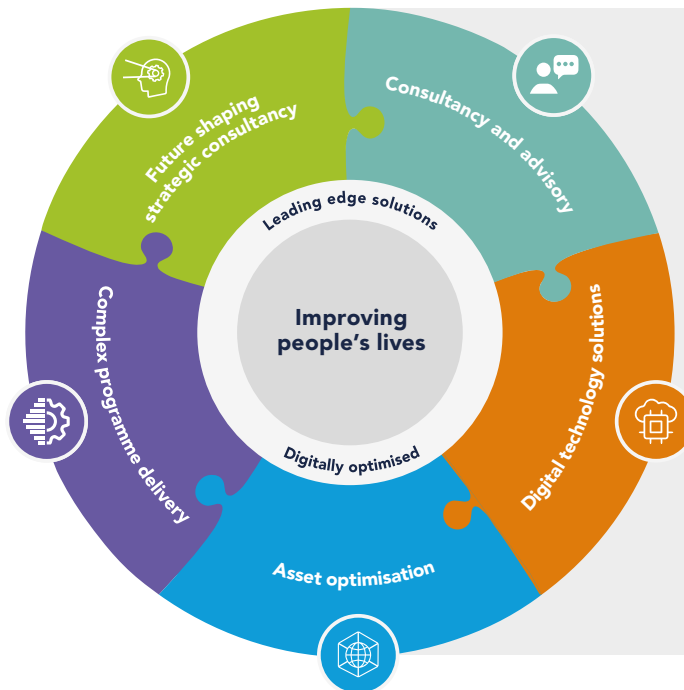 Future shaping
strategic consultancy
Consultancy and advisory
Leading edge solutions
Improving
people's lives
Digitally optimised
Complex programme delivery
Digital technology solutions
Asset optimisation